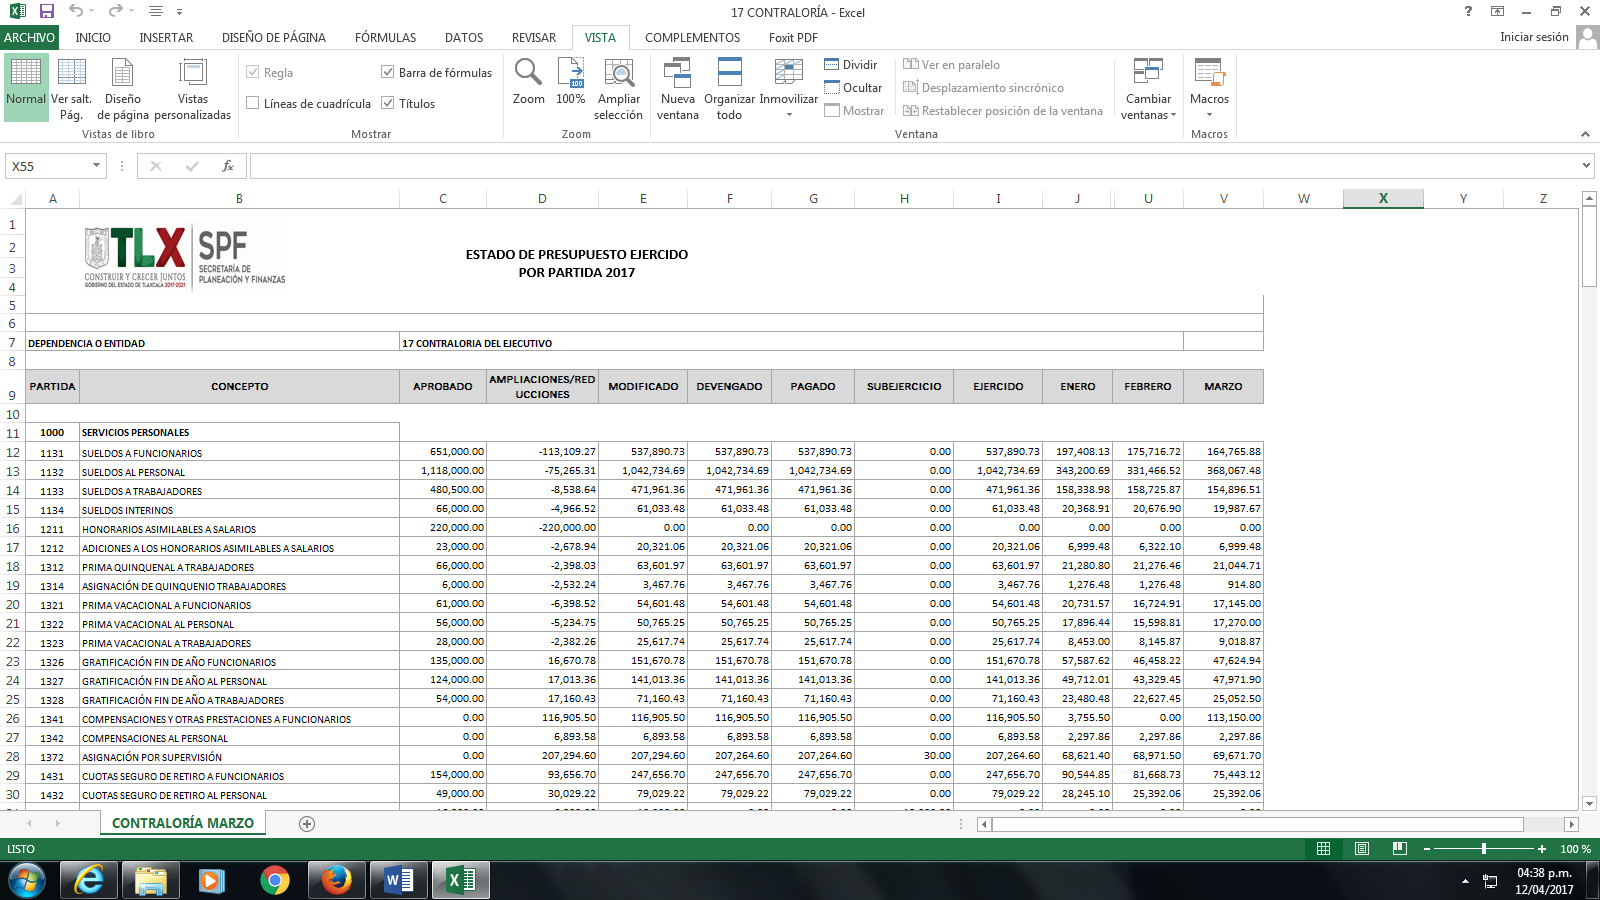 17 CONTRALORÍA - Excel
ARCHIVO INICIO INSERTAR DISEÑO DE PÁGINA FÓRMULAS DATOS REVISAR VISTA COMPLEMENTOS Foxit PDF Iniciar sesión
Normal Ver salt. Pág. Diseño de página Vistas personalizadas
Vistas de libro
Regla Barra de fórmulas
Líneas de cuadrícula Títulos
Mostrar
Zoom 100% Ampliar selección
Zoom
Nueva ventana Organizar todo Inmovilizar
Dividir
Ocultar
Mostrar
Ver en paralelo
Desplazamiento sincrónico
Restablecer posición de la ventana
Cambiar ventanas
Ventana
Macros
Macros
X55 fx
A B C D E F G H I J U V W X Y Z
1
2
3
4
TLX
CONSTRUIR Y CRECER JUNTOS
GOBIERNO DEL ESTADO DE TLAXCALA 2017-2021
SPF
SECRETARÍA DE
PLANEACIÓN Y FINANZAS
ESTADO DE PRESUPUESTO EJERCIDO
POR PARTIDA 2017
5
6
7 DEPENDENCIA O ENTIDAD 17 CONTRALORIA DEL EJECUTIVO
8
9 PARTIDA CONCEPTO APROBADO AMPLIACIONES/REDUCCIONES MODIFICADO DEVENGADO PAGADO SUBEJERCICIO EJERCIDO ENERO FEBRERO MARZO
10
11 1000 SERVICIOS PERSONALES
12 1131 SUELDOS A FUNCIONARIOS 651,000.00 -113,109.27 537,890.73 537,890.73 537,890.73 0.00 537,890.73 197,408.13 175,716.72 164,765.88
13 1132 SUELDOS AL PERSONAL 1,118,000.00 -75,265.31 1,042,734.69 1,042,734.69 1,042,734.69 0.00 1,042,734.69 343,200.69 331,466.52 368,067.48
14 1133 SUELDOS A TRABAJADORES 480,500.00 -8,538.64 471,961.36 471,961.36 471,961.36 0.00 471,961.36 158,338.98 158,725.87 154,896.51
15 1134 SUELDOS INTERINOS 66,000.00 -4,966.52 61,033.48 61,033.48 61,033.48 0.00 61,033.48 20,368.91 20,676.90 19,987.67
16 1211 HONORARIOS ASIMILABLES A SALARIOS 220,000.00 -220,000.00 0.00 0.00 0.00 0.00 0.00 0.00 0.00 0.00
17 1212 ADICIONES A LOS HONORARIOS ASIMILABLES A SALARIOS 23,000.00 -2,678.94 20,321.06 20,321.06 20,321.06 0.00 20,321.06 6,999.48 6,322.10 6,999.48
18 1312 PRIMA QUINQUENAL A TRABAJADORES 66,000.00 -2,398.03 63,601.97 63,601.97 63,601.97 0.00 63,601.97 21,280.80 21,276.46 21,044.71
19 1314 ASIGNACIÓN DE QUINQUENIO TRABAJADORES 6,000.00 -2,532.24 3,467.76 3,467.76 3,467.76 0.00 3,467.76 1,276.48 1,276.48 914.80
20 1321 PRIMA VACACIONAL A FUNCIONARIOS 61,000.00 -6,398.52 54,601.48 54,601.48 54,601.48 0.00 54,601.48 20,731.57 16,724.91 17,145.00
21 1322 PRIMA VACACIONAL AL PERSONAL 56,000.00 -5,234.75 50,765.25 50,765.25 50,765.25 0.00 50,765.25 17,896.44 15,598.81 17,270.00
22 1323 PRIMA VACACIONAL A TRABAJADORES 28,000.00 -2,382.26 25,617.74 25,617.74 25,617.74 0.00 25,617.74 8,453.00 8,145.87 9,018.87
23 1326 GRATIFICACIÓN FIN DE AÑO FUNCIONARIOS 135,000.00 16,670.78 151,670.78 151,670.78 151,670.78 0.00 151,670.78 57,587.62 46,458.22 47,624.94
24 1327 GRATIFICACIÓN FIN DE AÑO AL PERSONAL 124,000.00 17,013.36 141,013.36 141,013.36 141,013.36 0.00 141,013.36 49,712.01 43,329.45 47,971.90
25 1328 GRATIFICACIÓN FIN DE AÑO A TRABAJADORES 54,000.00 17,160.43 71,160.43 71,160.43 71,160.43 0.00 71,160.43 23,480.48 22,627.45 25,052.50
26 1341 COMPENSACIONES Y OTRAS PRESTACIONES A FUNCIONARIOS 0.00 116,905.50 116,905.50 116,905.50 116,905.50 0.00 116,905.50 3,755.50 0.00 113,150.00
27 1342 COMPENSACIONES AL PERSONAL 0.00 6,893.58 6,893.58 6,893.58 6,893.58 0.00 6,893.58 2,297.86 2,297.86 2,297.86
28 1372 ASIGNACIÓN POR SUPERVISIÓN 0.00 207,294.60 207,294.60 207,264.60 207,264.60 30.00 207,264.60 68,621.40 68,971.50 69,671.70
29 1431 CUOTAS SEGURO DE RETIRO A FUNCIONARIOS 154,000.00 93,656.70 247,656.70 247,656.70 247,656.70 0.00 247,656.70 90,544.85 81,668.73 75,443.12
30 1432 CUOTAS SEGURO DE RETIRO AL PERSONAL 49,000.00 30,029.22 79,029.22 79,029.22 79,029.22 0.00 79,029.22 28,245.10 25,392.06 25,392.06
CONTRALORÍA MARZO
LISTO 100 %
04:38 p.m.
12/04/2017